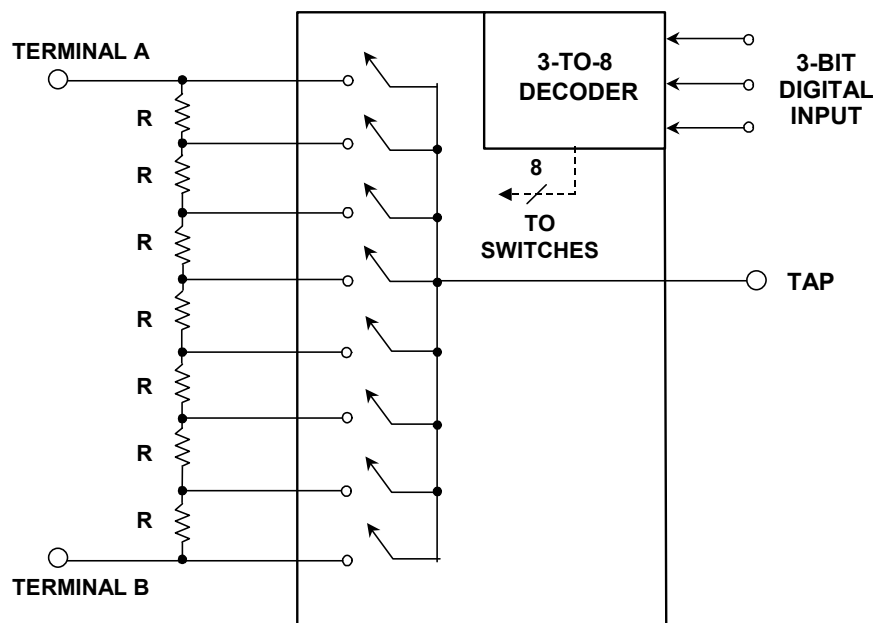 TERMINAL A
3-TO-8
DECODER
3-BIT
DIGITAL
INPUT
R
R
8
TO
SWITCHES
R
TAP
R
R
R
R
TERMINAL B